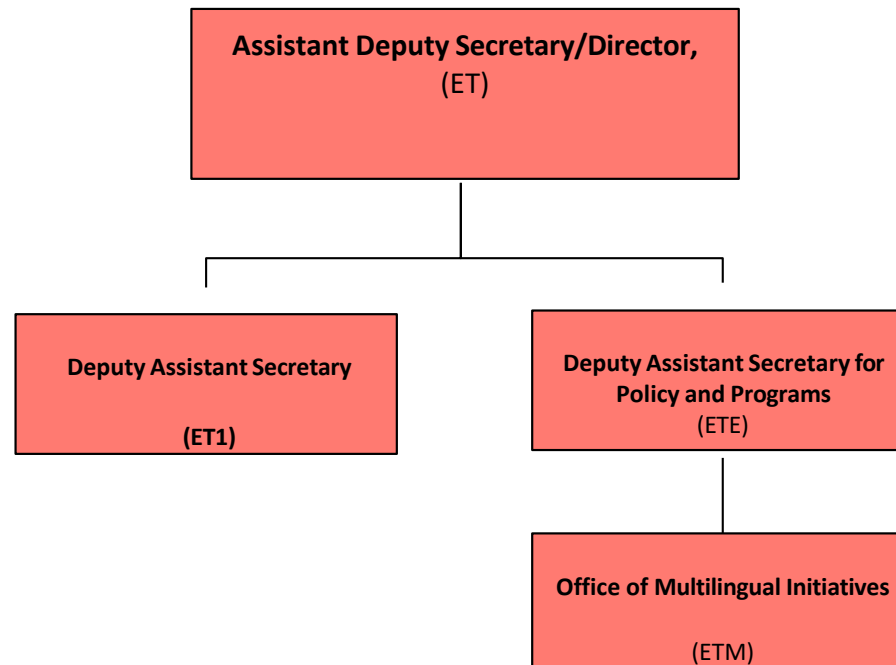 Assistant Deputy Secretary/Director,
(ET)
Deputy Assistant Secretary
(ET1)
Deputy Assistant Secretary for
Policy and Programs
(ETE)
Office of Multilingual Initiatives
(ETM)